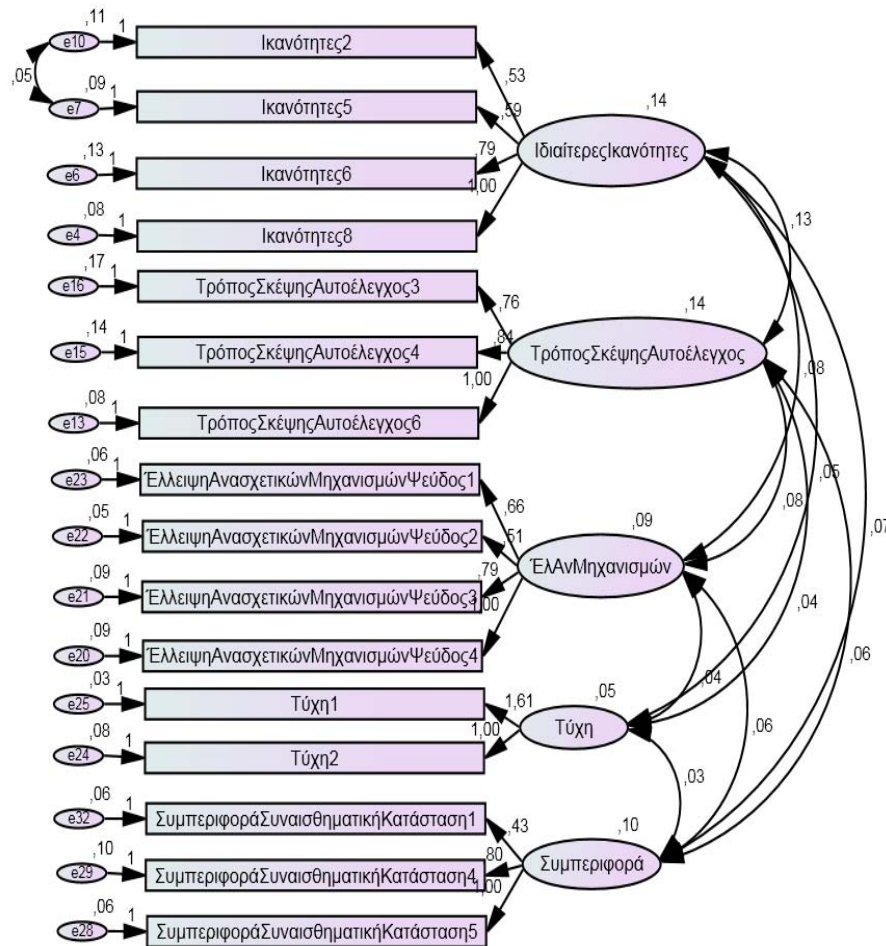 ,11
e10
1
Ικανότητες2
,05
,09
e7
1
Ικανότητες5
,13
e6
1
Ικανότητες6
,08
e4
1
Ικανότητες8
,53
,59
,79
1,00
,14
ΙδιαίτερεςΙκανότητες
,17
e16
1
ΤρόποςΣκέψηςΑυτοέλεγχος3
,14
e15
1
ΤρόποςΣκέψηςΑυτοέλεγχος4
,08
e13
1
ΤρόποςΣκέψηςΑυτοέλεγχος6
,76
,84
1,00
,14
ΤρόποςΣκέψηςΑυτοέλεγχος
,06
e23
1
ΈλλειψηΑνασχετικώνΜηχανισμώνΨεύδος1
,05
e22
1
ΈλλειψηΑνασχετικώνΜηχανισμώνΨεύδος2
,09
e21
1
ΈλλειψηΑνασχετικώνΜηχανισμώνΨεύδος3
,09
e20
1
ΈλλειψηΑνασχετικώνΜηχανισμώνΨεύδος4
,66
,51
,79
1,00
,09
ΈλΑνΜηχανισμών
,03
e25
1
Τύχη1
,08
e24
1
Τύχη2
1,61
1,00
,05
Τύχη
,06
e32
1
ΣυμπεριφοράΣυναισθηματικήΚατάσταση1
,10
e29
1
ΣυμπεριφοράΣυναισθηματικήΚατάσταση4
,06
e28
1
ΣυμπεριφοράΣυναισθηματικήΚατάσταση5
,43
,80
1,00
,10
Συμπεριφορά
,13
,08
,05
,08
,07
,04
,06
,04
,06
,03